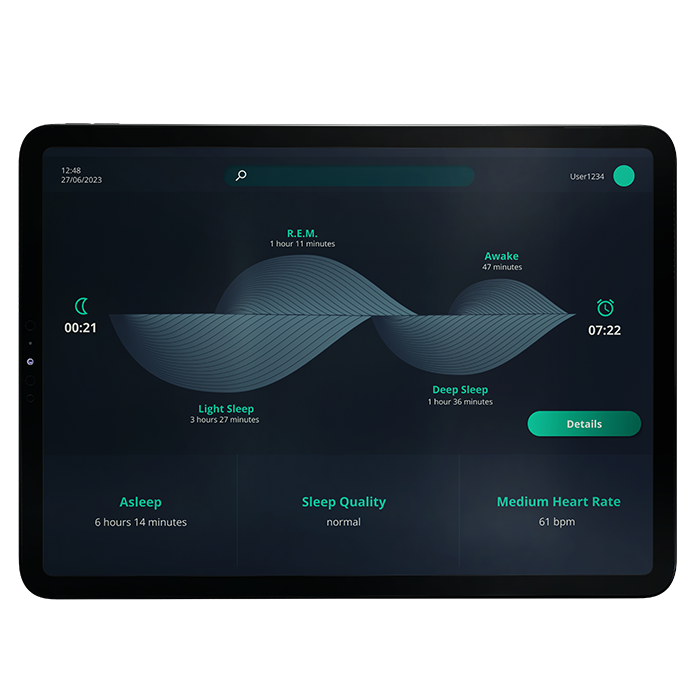 12:48
27/06/2023
User1234
R.E.M.
1 hour 11 minutes
Awake
47 minutes
00:21
07:22
Light Sleep
3 hours 27 minutes
Deep Sleep
1 hour 36 minutes
Details
Asleep
6 hours 14 minutes
Sleep Quality
normal
Medium Heart Rate
61 bpm